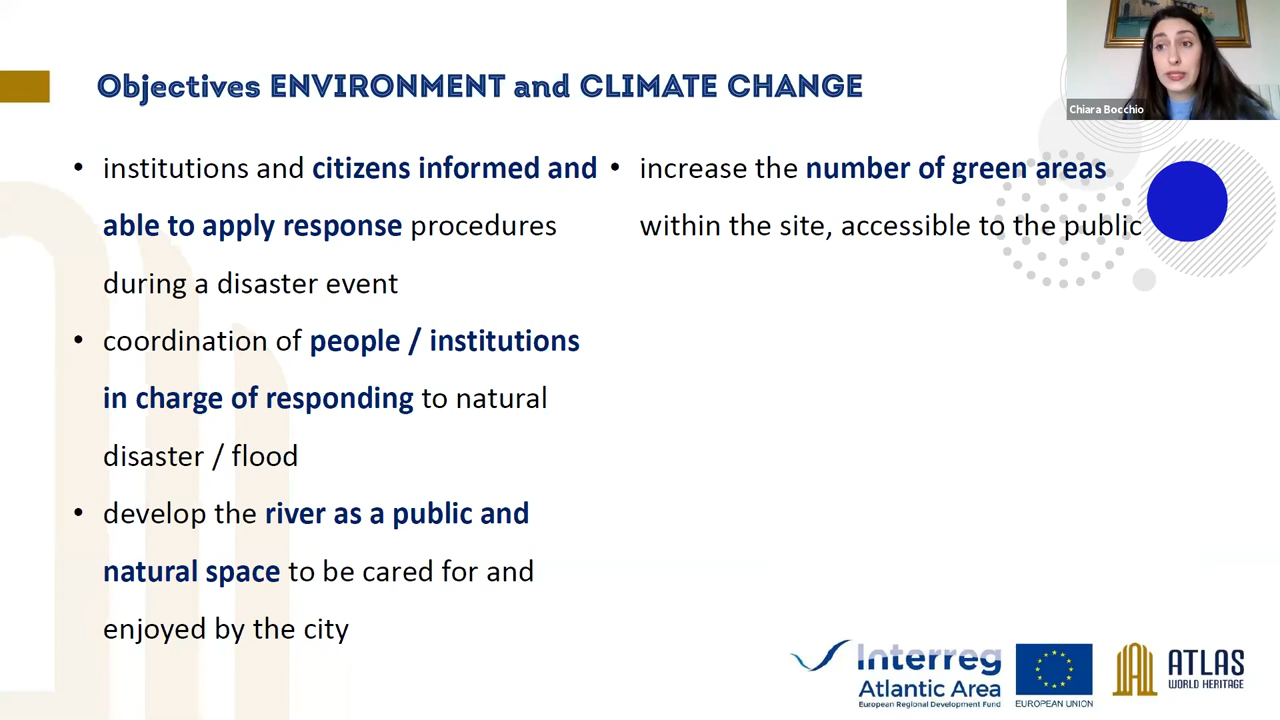 Objectives ENVIRONMENT and CLIMATE CHANGE
Chiara Bocchio
• institutions and citizens informed and
able to apply response procedures
during a disaster event
• coordination of people / institutions
in charge of responding to natural
disaster / flood
• develop the river as a public and
natural space to be cared for and
enjoyed by the city
• increase the number of green areas
within the site, accessible to the public
Interreg
Atlantic Area
European Regional Development Fund
EUROPEAN UNION
ATLAS
WORLD HERITAGE